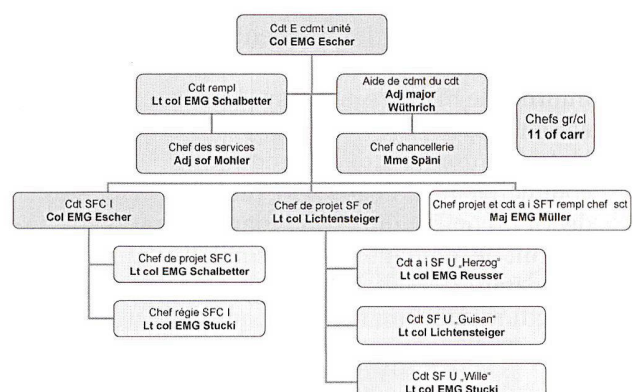 Cdt E cdmt unité
Col EMG Escher
Cdt rempl
Lt col EMG Schalbetter
Aide de cdmt du cdt
Adj major
Wüthrich
Chefs gr/cl
11 of carr
Chef des services
Adj sof Mohler
Chef chancellerie
Mme Späni
Cdt SFC I
Col EMG Escher
Chef de projet SF of
Lt col Lichtensteiger
Chef projet et cdt a i SFT rempl chef sct
Maj EMG Müller
Chef de projet SFC I
Lt col EMG Schalbetter
Chef régie SFC I
Lt col EMG Stucki
Cdt a i SF U „Herzog“
Lt col EMG Reusser
Cdt SF U „Guisan“
Lt col Lichtensteiger
Cdt SF U „Wille“
Lt col EMG Stucki